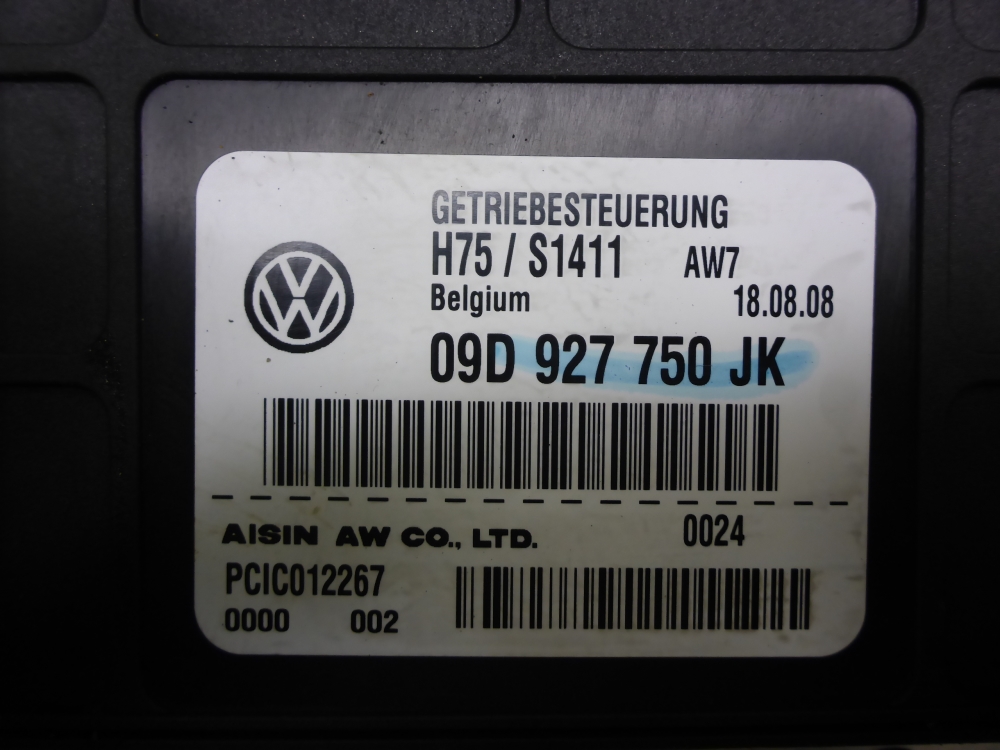 GETRIEBESTEUERUNG
H75 / S1411 AW7
Belgium 18.08.08
09D 927 750 JK
AISIN AW CO., LTD. 0024
PCIC012267
0000 002